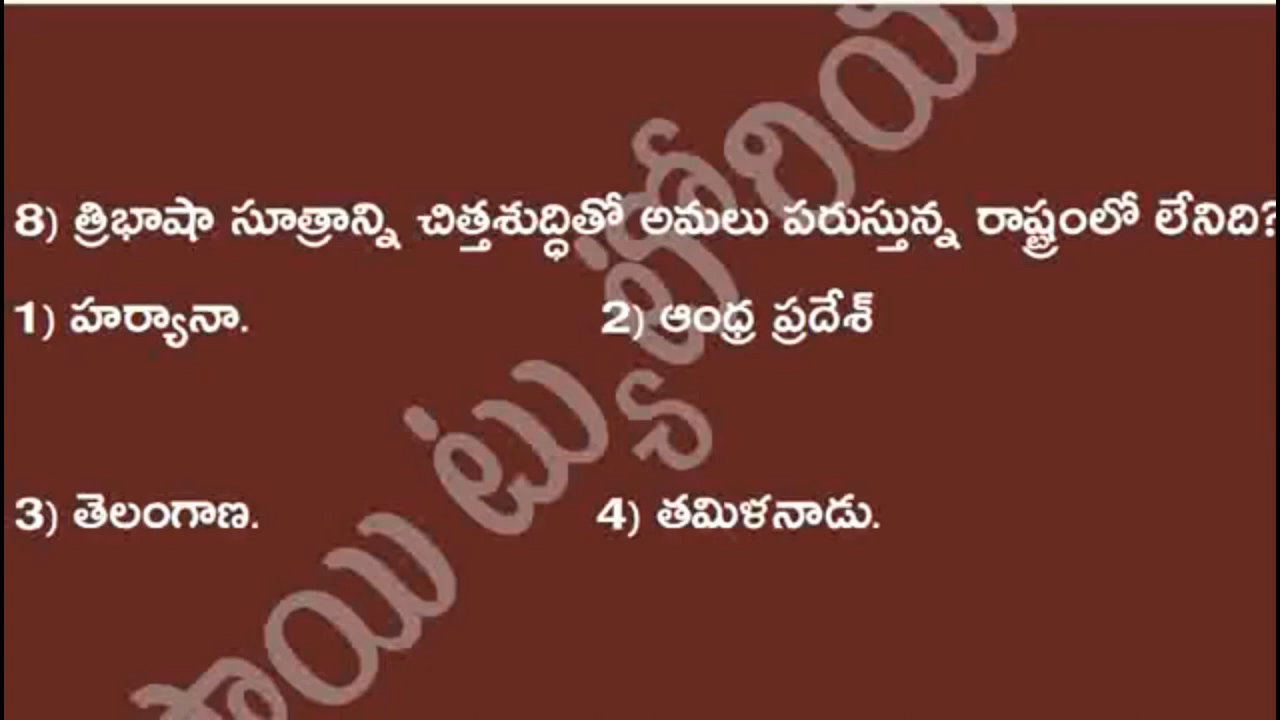 8) త్రిభాషా సూత్రాన్ని చిత్తశుద్ధితో అమలు పరుస్తున్న రాష్ట్రంలో లేనిది?
1) హర్యానా. 2) ఆంధ్ర ప్రదేశ్
3) తెలంగాణ. 4) తమిళనాడు.